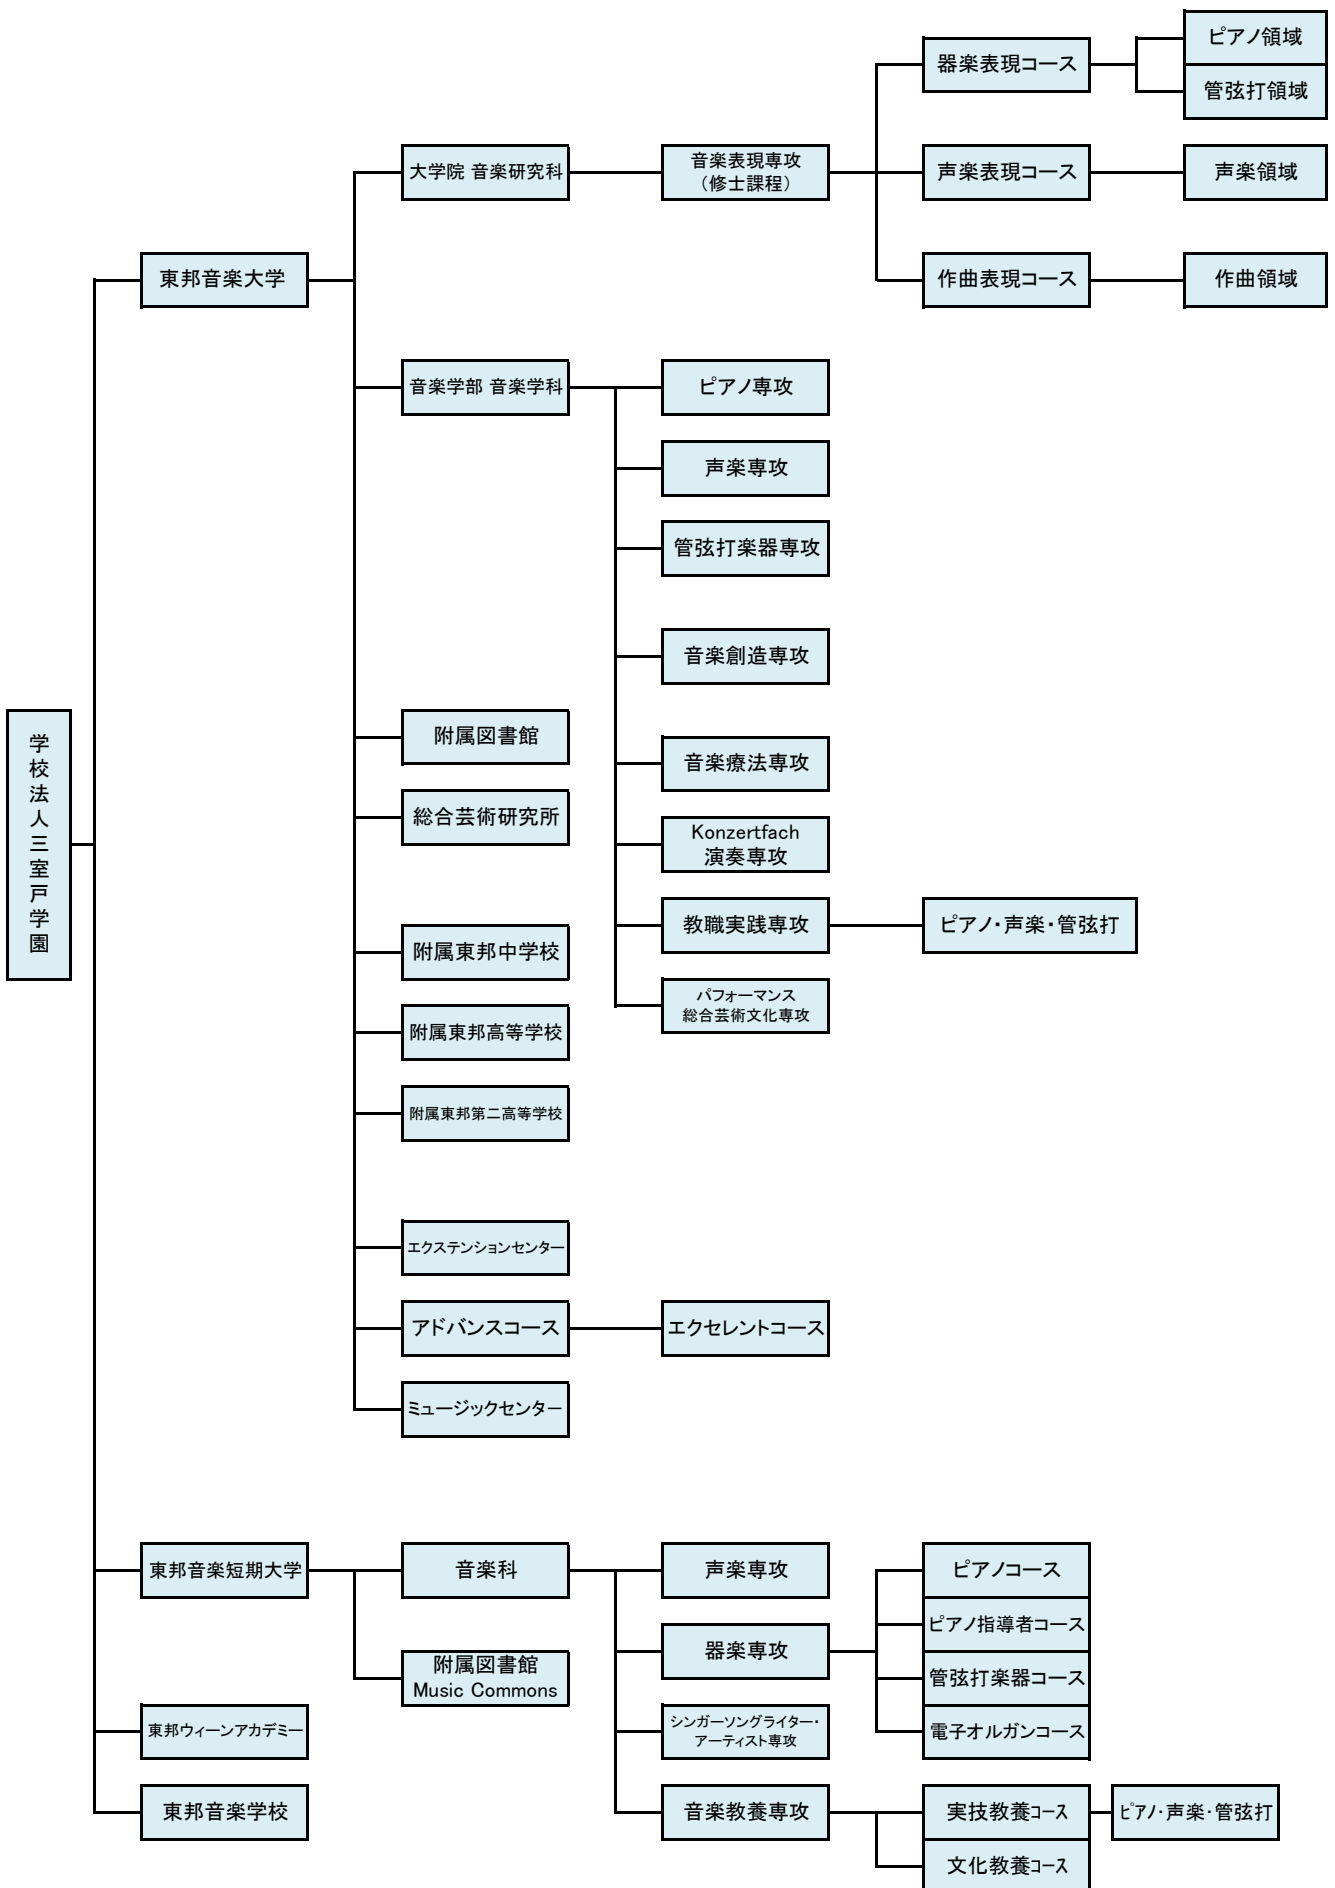 学校法人三室戸学園
東邦音楽大学
大学院 音楽研究科
音楽表現専攻
（修士課程）
器楽表現コース
ピアノ領域
管弦打領域
声楽表現コース
声楽領域
作曲表現コース
作曲領域
音楽学部 音楽学科
ピアノ専攻
声楽専攻
管弦打楽器専攻
音楽創造専攻
音楽療法専攻
Konzertfach
演奏専攻
教職実践専攻
ピアノ・声楽・管弦打
パフォーマンス
総合芸術文化専攻
附属図書館
総合芸術研究所
附属東邦中学校
附属東邦高等学校
附属東邦第二高等学校
エクステンションセンター
アドバンスコース
エクセレントコース
ミュージックセンター
東邦音楽短期大学
音楽科
声楽専攻
器楽専攻
ピアノコース
ピアノ指導者コース
管弦打楽器コース
電子オルガンコース
シンガーソングライター・
アーティスト専攻
音楽教養専攻
実技教養コース
ピアノ・声楽・管弦打
文化教養コース
附属図書館
Music Commons
東邦ウィーンアカデミー
東邦音楽学校